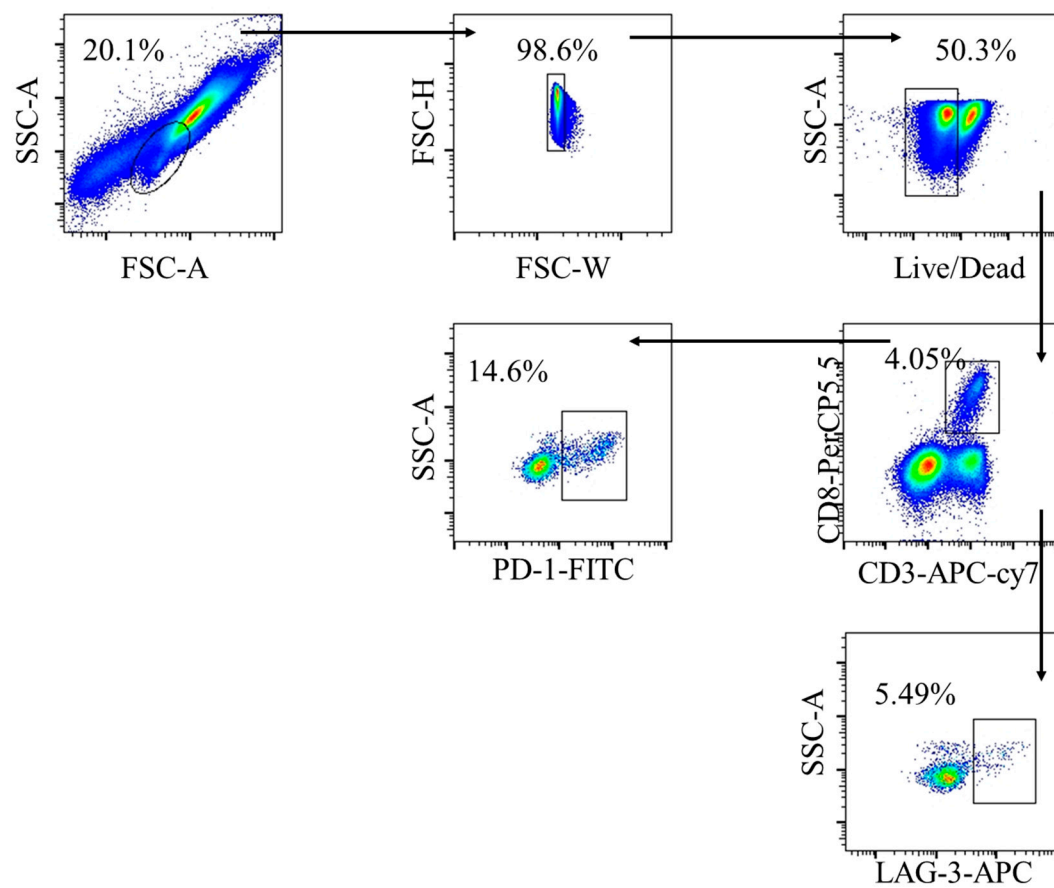 20.1%
SSC-A
FSC-A
98.6%
FSC-H
FSC-W
50.3%
SSC-A
Live/Dead
14.6%
SSC-A
PD-1-FITC
4.05%
CD8-PerCP5.5
CD3-APC-cy7
5.49%
SSC-A
LAG-3-APC